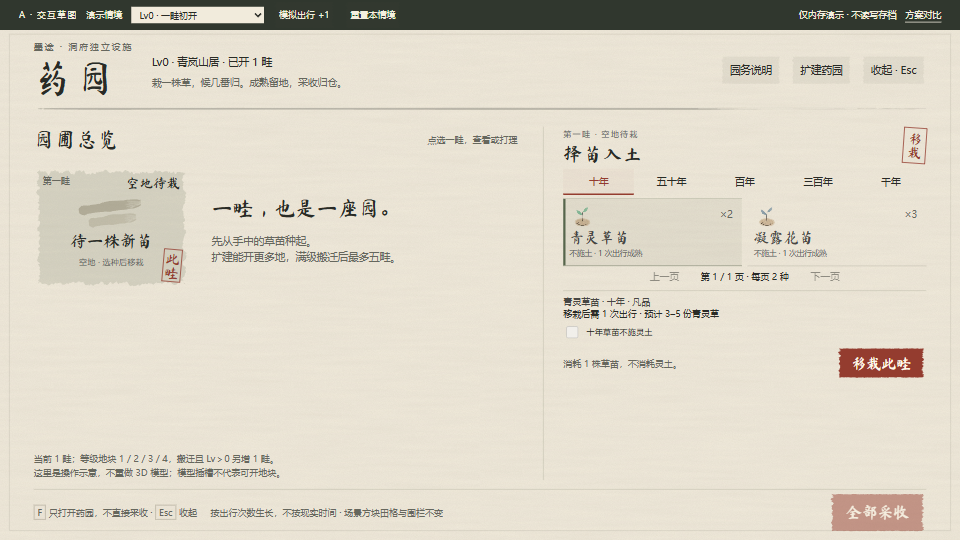 A · 交互草图 演示情境 Lv0 · 一畦初开 模拟出行 +1 重置本情境 仅内存演示 · 不读写存档 方案对比
墨途 · 洞府独立设施
药园
Lv0 · 青岚山居 · 已开 1 畦
栽一株草，候几番归。成熟留地，采收归仓。
园务说明 扩建药园 收起 · Esc
园圃总览
点选一畦，查看或打理
第一畦 空地待栽
待一株新苗
空地 · 选种后移栽
此畦
一畦，也是一座园。
先从手中的草苗种起。
扩建能开更多地，满级搬迁后最多五畦。
当前 1 畦；等级地块 1 / 2 / 3 / 4，搬迁且 Lv > 0 另增 1 畦。
这里是操作示意，不重做 3D 模型；模型插槽不代表可开地块。
第一畦 · 空地待栽
择苗入土
移栽
十年 五十年 百年 三百年 千年
×2
青灵草苗
不施土 · 1 次出行成熟
×3
凝露花苗
不施土 · 1 次出行成熟
上一页 第 1 / 1 页 · 每页 2 种 下一页
青灵草苗 · 十年 · 凡品
移栽后需 1 次出行 · 预计 3–5 份青灵草
十年草苗不施灵土
消耗 1 株草苗，不消耗灵土。
移栽此畦
F 只打开药园，不直接采收 · Esc 收起 按出行次数生长，不按现实时间 · 场景方块田格与围栏不变
全部采收